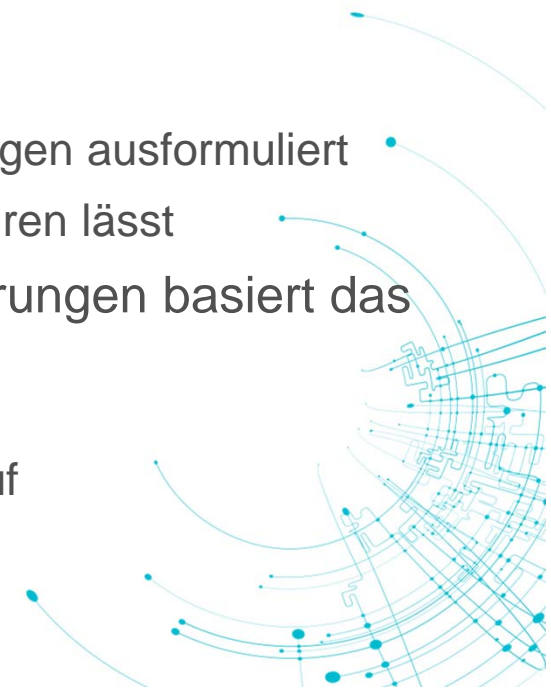 gen ausformuliert
ren lässt
rungen basiert das
uf